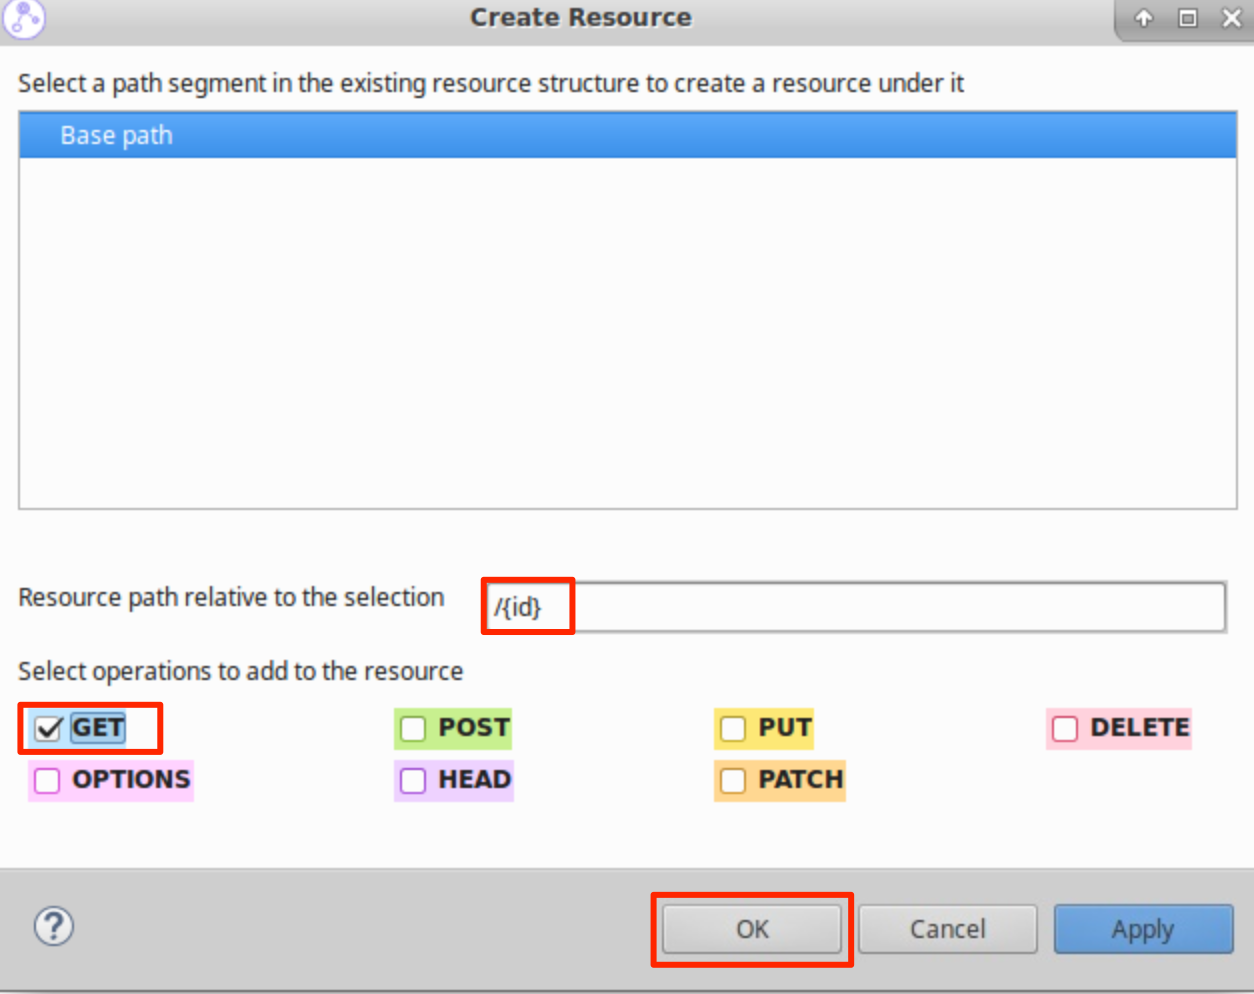 Create Resource
Select a path segment in the existing resource structure to create a resource under it
Base path
Resource path relative to the selection /{id}
Select operations to add to the resource
GET POST PUT DELETE
OPTIONS HEAD PATCH
? OK Cancel Apply